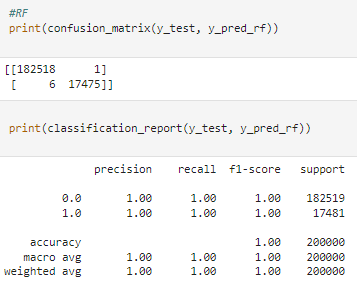 #RF
print(confusion_matrix(y_test, y_pred_rf))
[[182518 1]
[ 6 17475]]
print(classification_report(y_test, y_pred_rf))
precision recall f1-score support
0.0 1.00 1.00 1.00 182519
1.0 1.00 1.00 1.00 17481
accuracy 1.00 200000
macro avg 1.00 1.00 1.00 200000
weighted avg 1.00 1.00 1.00 200000